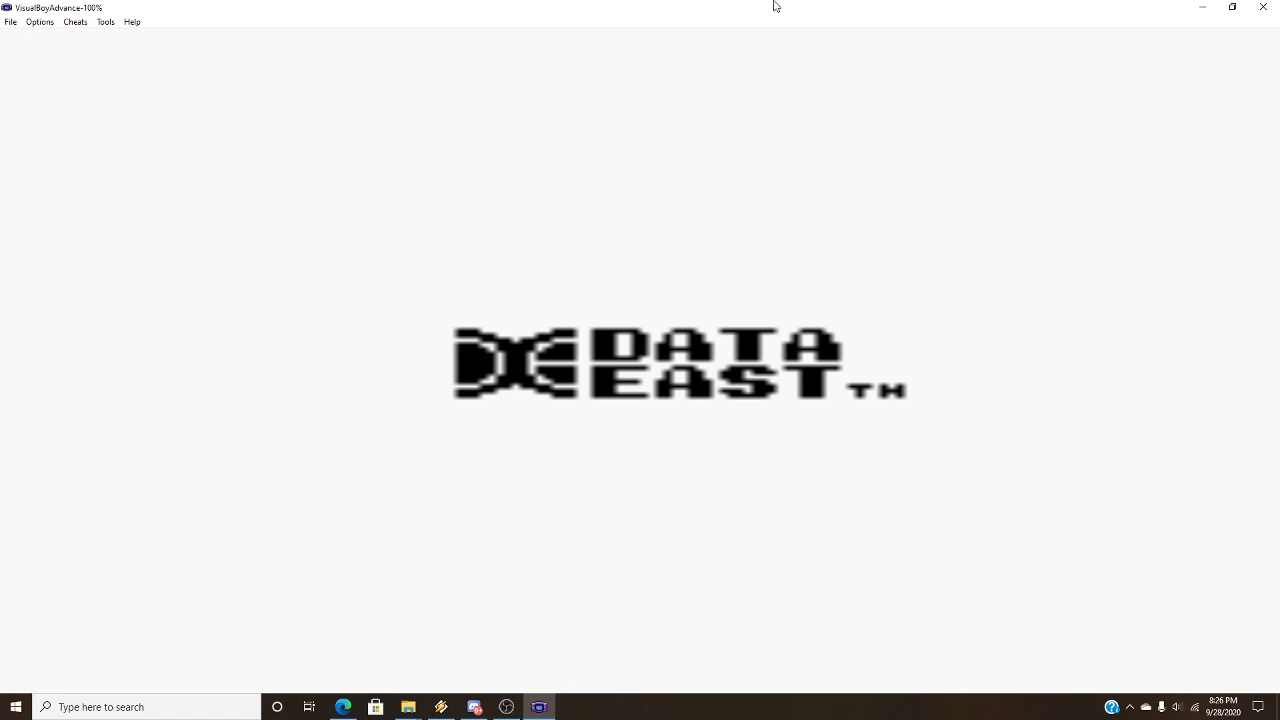 VisualBoyAdvance-100%
File Options Cheats Tools Help
DATA
EAST TM
Type here to search
8:26 PM
9/28/2020